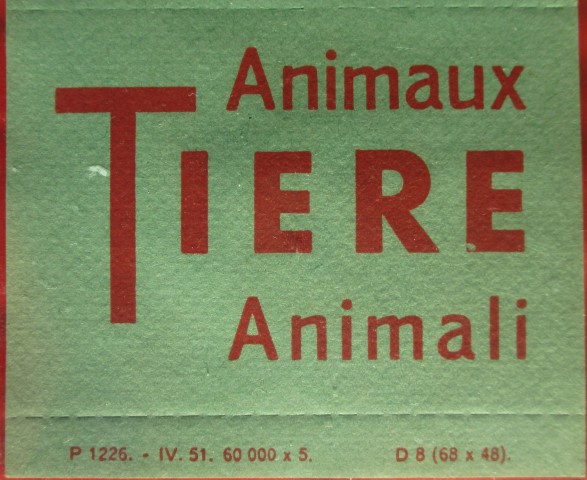 Animaux
TIERE
Animali
P 1226. - IV. 51. 60 000 x 5. D 8 (68 x 48).